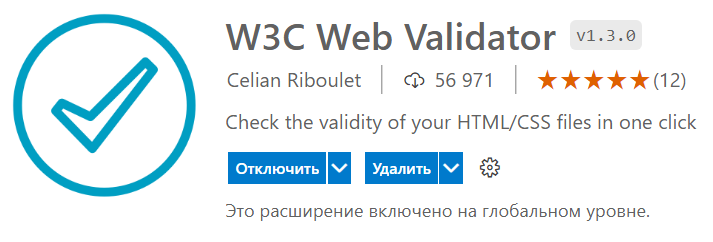 W3C Web Validator v1.3.0
Celian Riboulet 56 971 (12)
Check the validity of your HTML/CSS files in one click
Отключить Удалить
Это расширение включено на глобальном уровне.